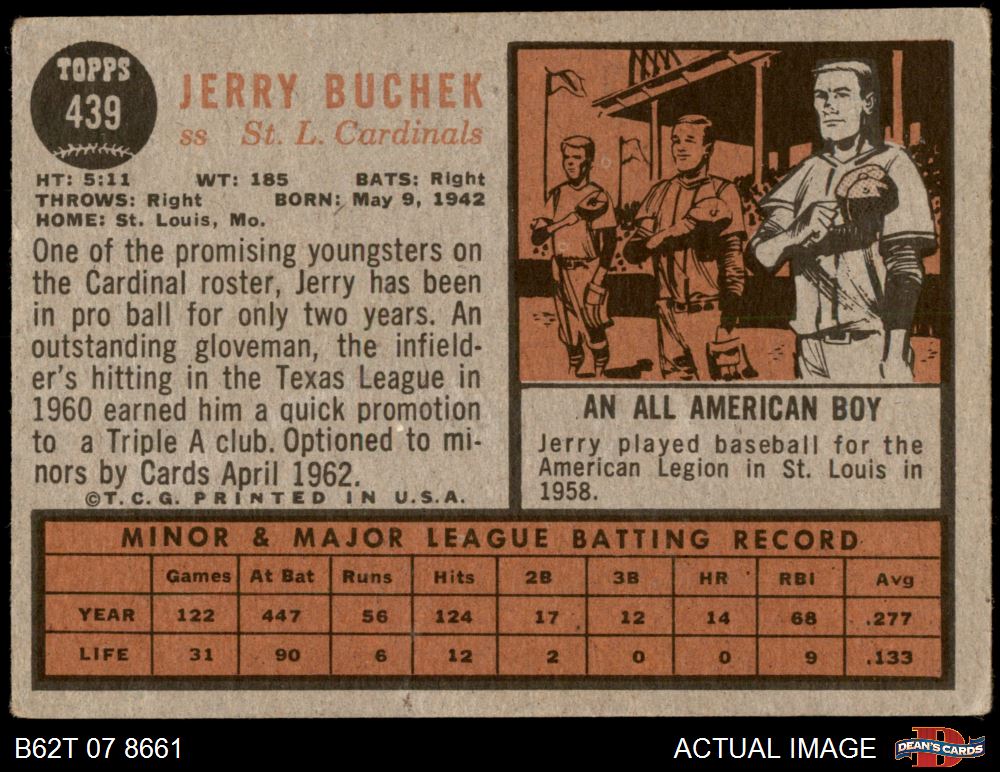 TOPPS
439
JERRY BUCHEK
ss St. L. Cardinals
HT: 5:11 WT: 185 BATS: Right
THROWS: Right BORN: May 9, 1942
HOME: St. Louis, Mo.
One of the promising youngsters on
the Cardinal roster, Jerry has been
in pro ball for only two years. An
outstanding gloveman, the infield-
er's hitting in the Texas League in
1960 earned him a quick promotion
to a Triple A club. Optioned to mi-
nors by Cards April 1962.
©T.C.G. PRINTED IN U.S.A.
AN ALL AMERICAN BOY
Jerry played baseball for the
American Legion in St. Louis in
1958.
MINOR & MAJOR LEAGUE BATTING RECORD
Games At Bat Runs Hits 2B 3B HR RBI Avg
YEAR 122 447 56 124 17 12 14 68 .277
LIFE 31 90 6 12 2 0 0 9 .133
B62T 07 8661
ACTUAL IMAGE
DEAN'S CARDS